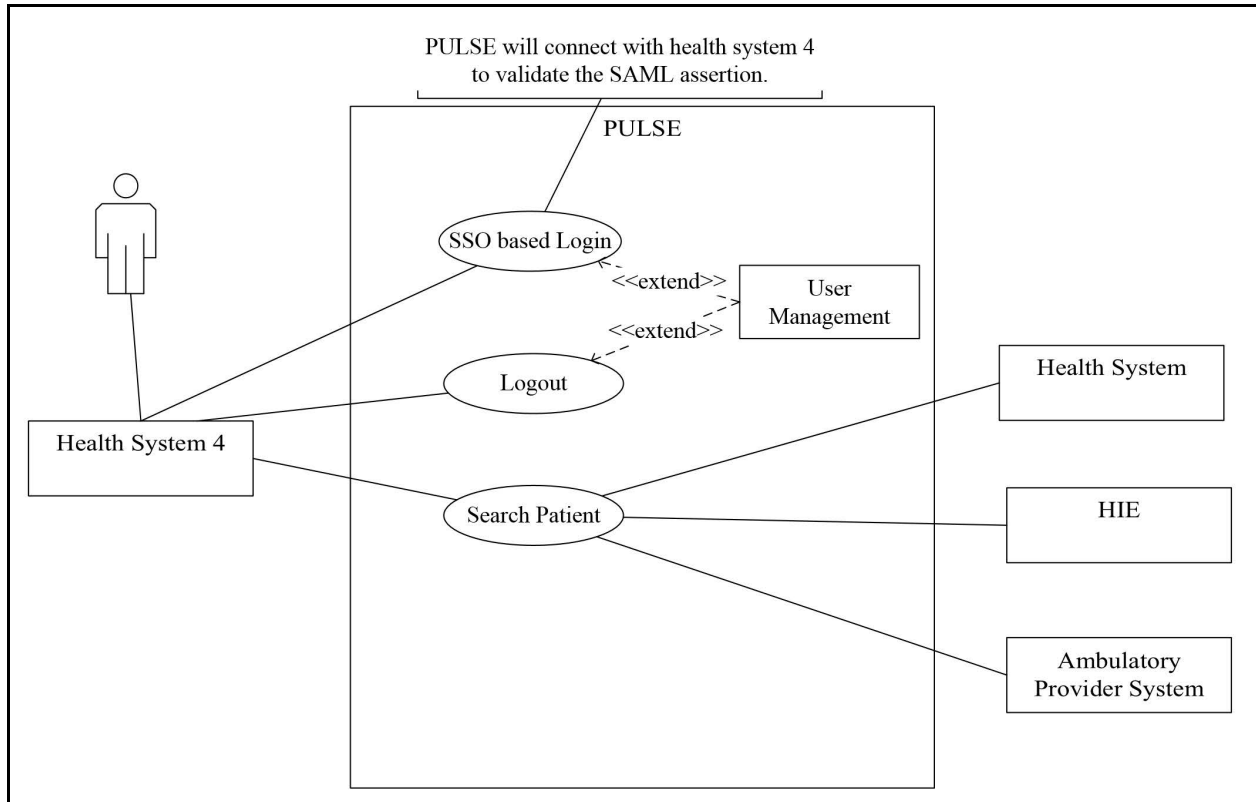 PULSE will connect with health system 4
to validate the SAML assertion.
PULSE
SSO based Login
<<extend>>
User
Management
<<extend>>
Logout
Health System
Health System 4
Search Patient
HIE
Ambulatory
Provider System